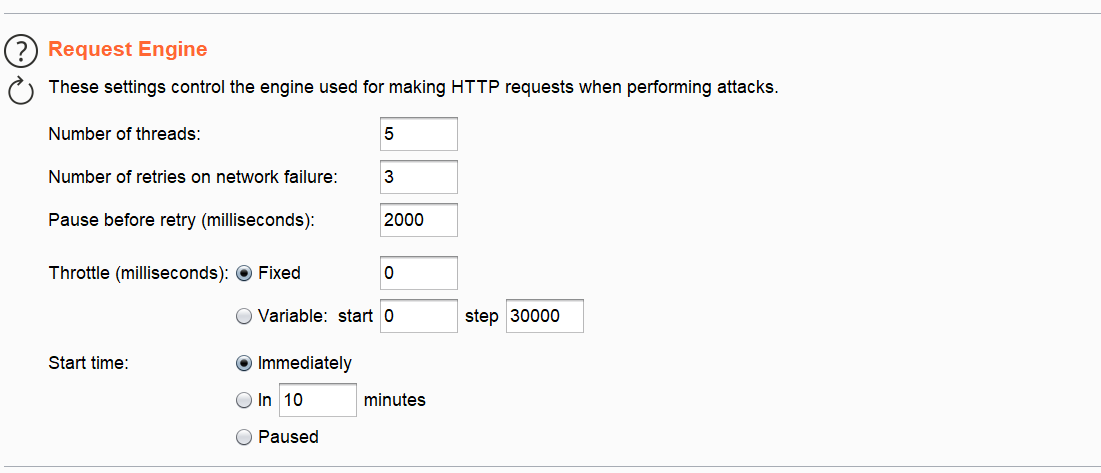 ? Request Engine
These settings control the engine used for making HTTP requests when performing attacks.
Number of threads: 5
Number of retries on network failure: 3
Pause before retry (milliseconds): 2000
Throttle (milliseconds): Fixed 0
Variable: start 0 step 30000
Start time: Immediately
In 10 minutes
Paused